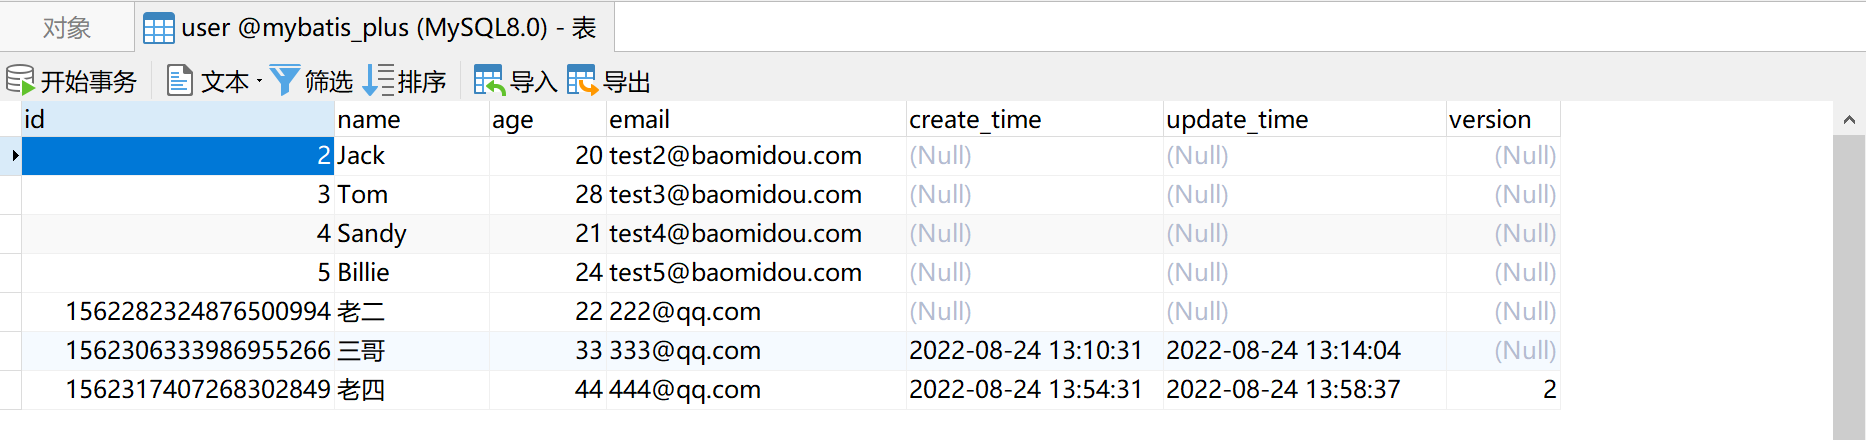 对象 user @mybatis_plus (MySQL8.0) - 表
开始事务 文本 · 筛选 排序 导入 导出
id name age email create_time update_time version
2 Jack 20 test2@baomidou.com (Null) (Null) (Null)
3 Tom 28 test3@baomidou.com (Null) (Null) (Null)
4 Sandy 21 test4@baomidou.com (Null) (Null) (Null)
5 Billie 24 test5@baomidou.com (Null) (Null) (Null)
1562282324876500994 老二 22 222@qq.com (Null) (Null) (Null)
1562306333986955266 三哥 33 333@qq.com 2022-08-24 13:10:31 2022-08-24 13:14:04 (Null)
1562317407268302849 老四 44 444@qq.com 2022-08-24 13:54:31 2022-08-24 13:58:37 2